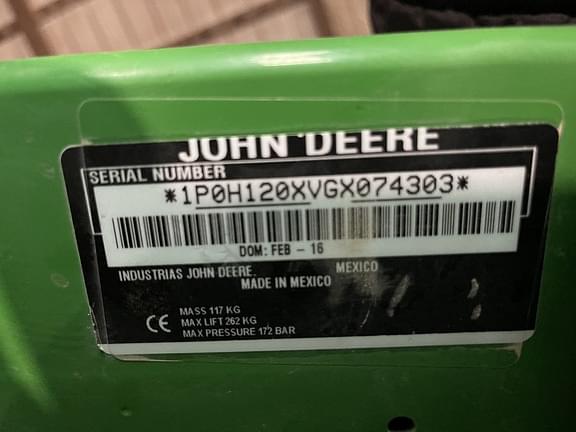 JOHN DEERE
SERIAL NUMBER
*1P0H120XVGX074303*
DOM: FEB - 16
INDUSTRIAS JOHN DEERE. MEXICO
MADE IN MEXICO
CE MASS 117 KG
MAX LIFT 262 KG
MAX PRESSURE 172 BAR